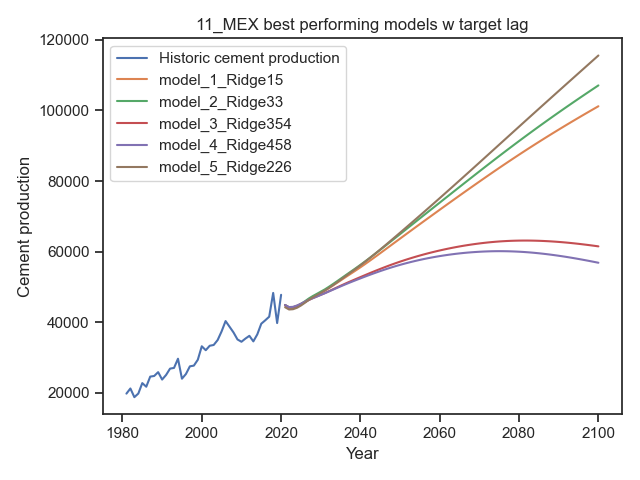 11_MEX best performing models w target lag
Historic cement production
model_1_Ridge15
model_2_Ridge33
model_3_Ridge354
model_4_Ridge458
model_5_Ridge226
120000
100000
80000
60000
40000
20000
Cement production
1980 2000 2020 2040 2060 2080 2100
Year